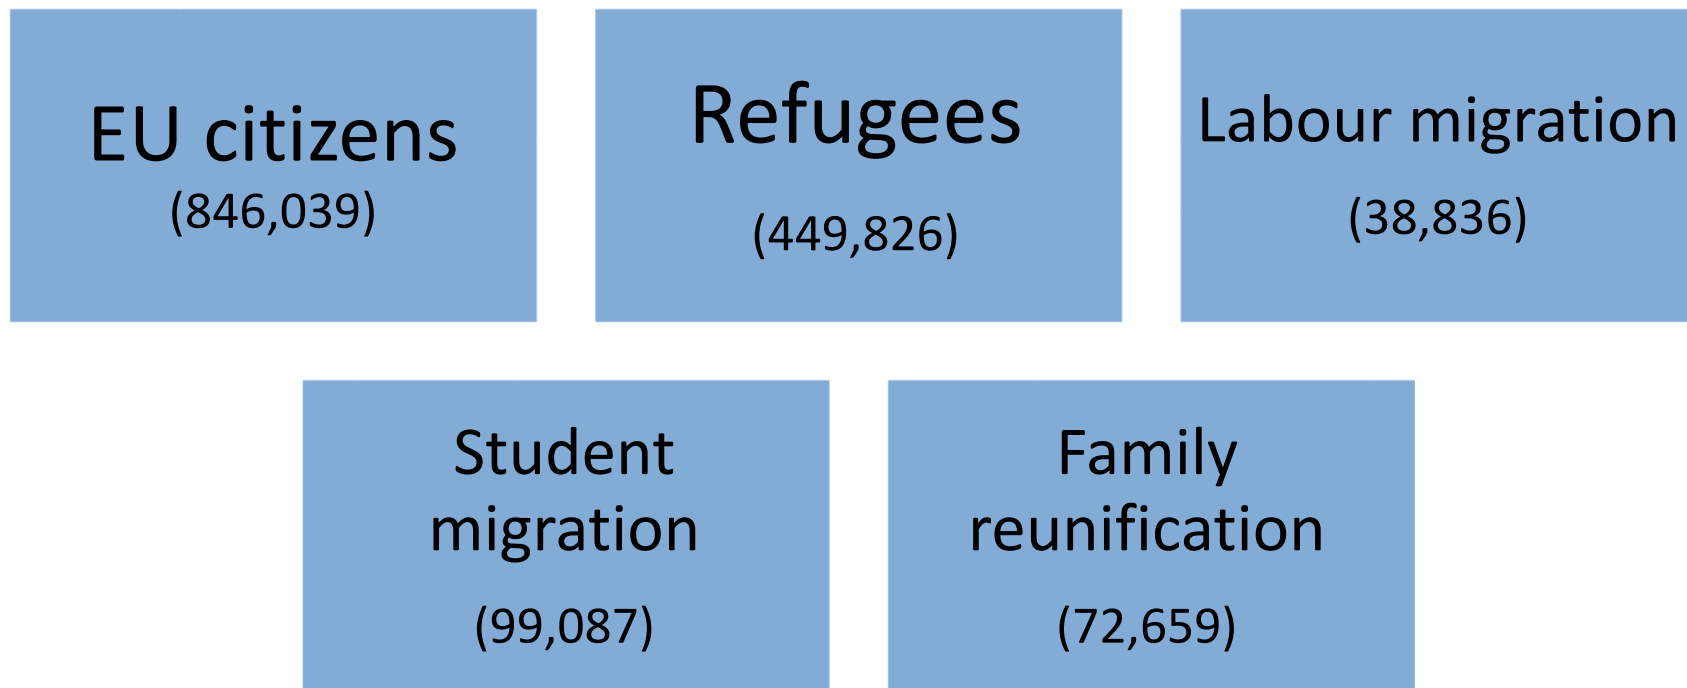 EU citizens
(846,039)
Refugees
(449,826)
Labour migration
(38,836)
Student
migration
(99,087)
Family
reunification
(72,659)